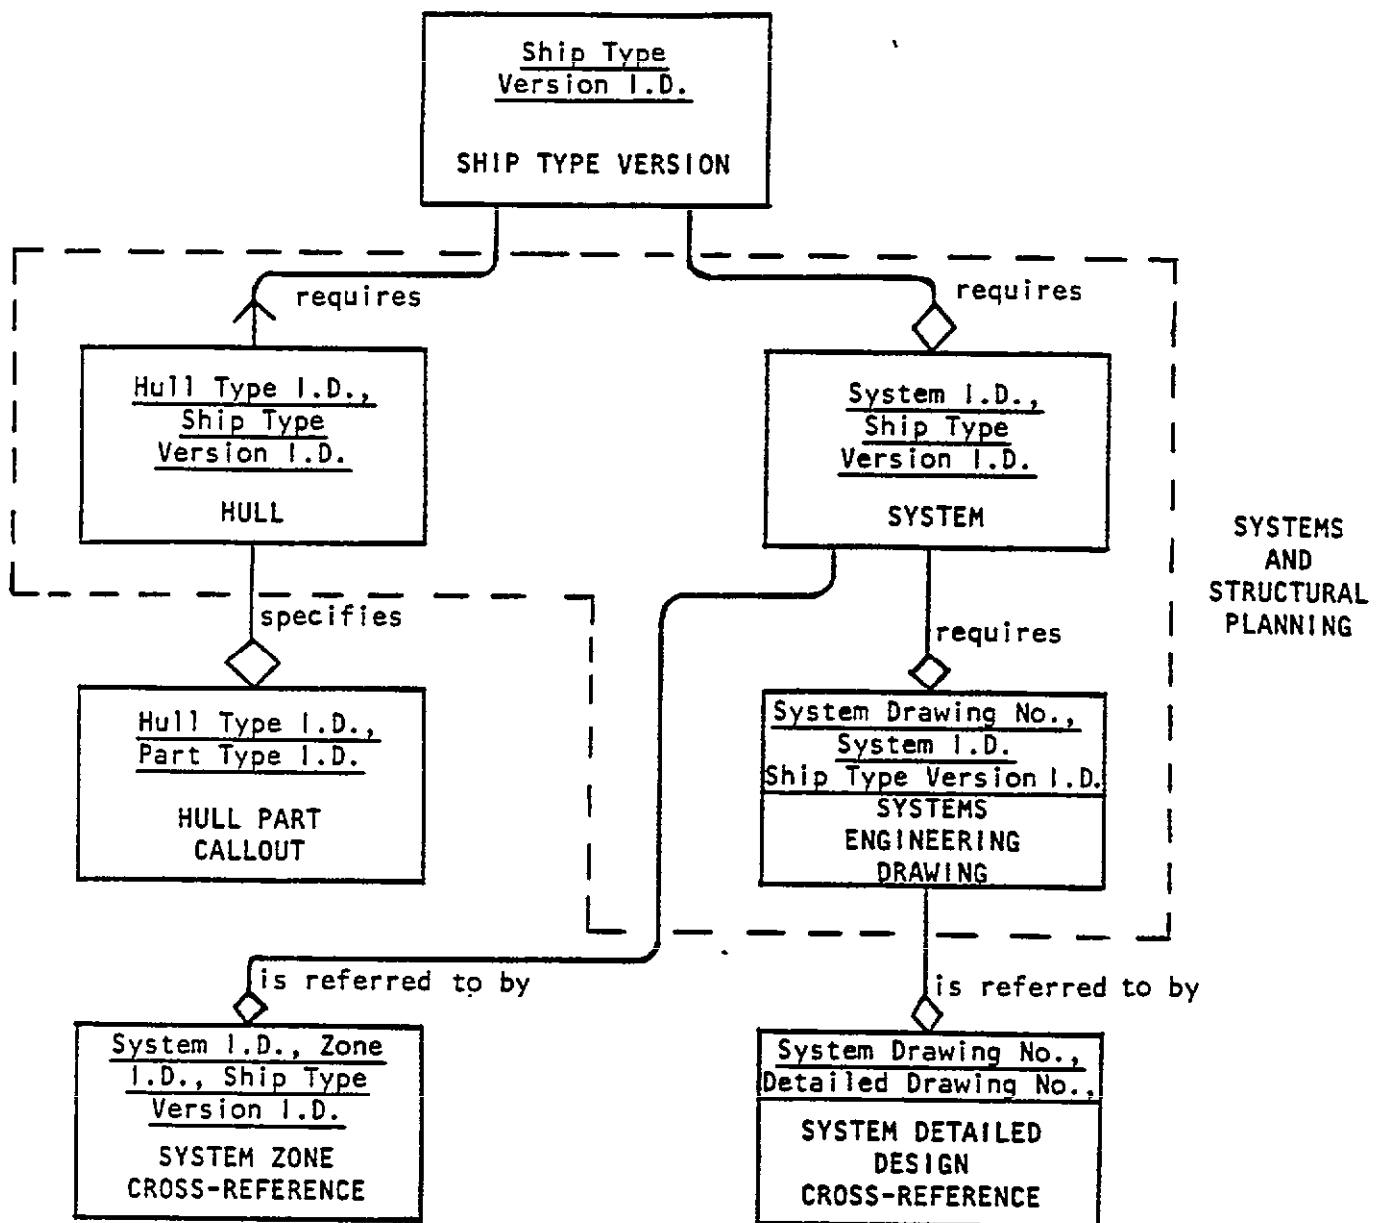 Ship Type
Version I.D.
SHIP TYPE VERSION
requires
requires
Hull Type I.D.,
Ship Type
Version I.D.
HULL
System I.D.,
Ship Type
Version I.D.
SYSTEM
SYSTEMS
AND
STRUCTURAL
PLANNING
specifies
requires
Hull Type I.D.,
Part Type I.D.
HULL PART
CALLOUT
System Drawing No.,
System I.D.
Ship Type Version I.D.
SYSTEMS
ENGINEERING
DRAWING
is referred to by
is referred to by
System I.D., Zone
I.D., Ship Type
Version I.D.
SYSTEM ZONE
CROSS-REFERENCE
System Drawing No.,
Detailed Drawing No.,
SYSTEM DETAILED
DESIGN
CROSS-REFERENCE